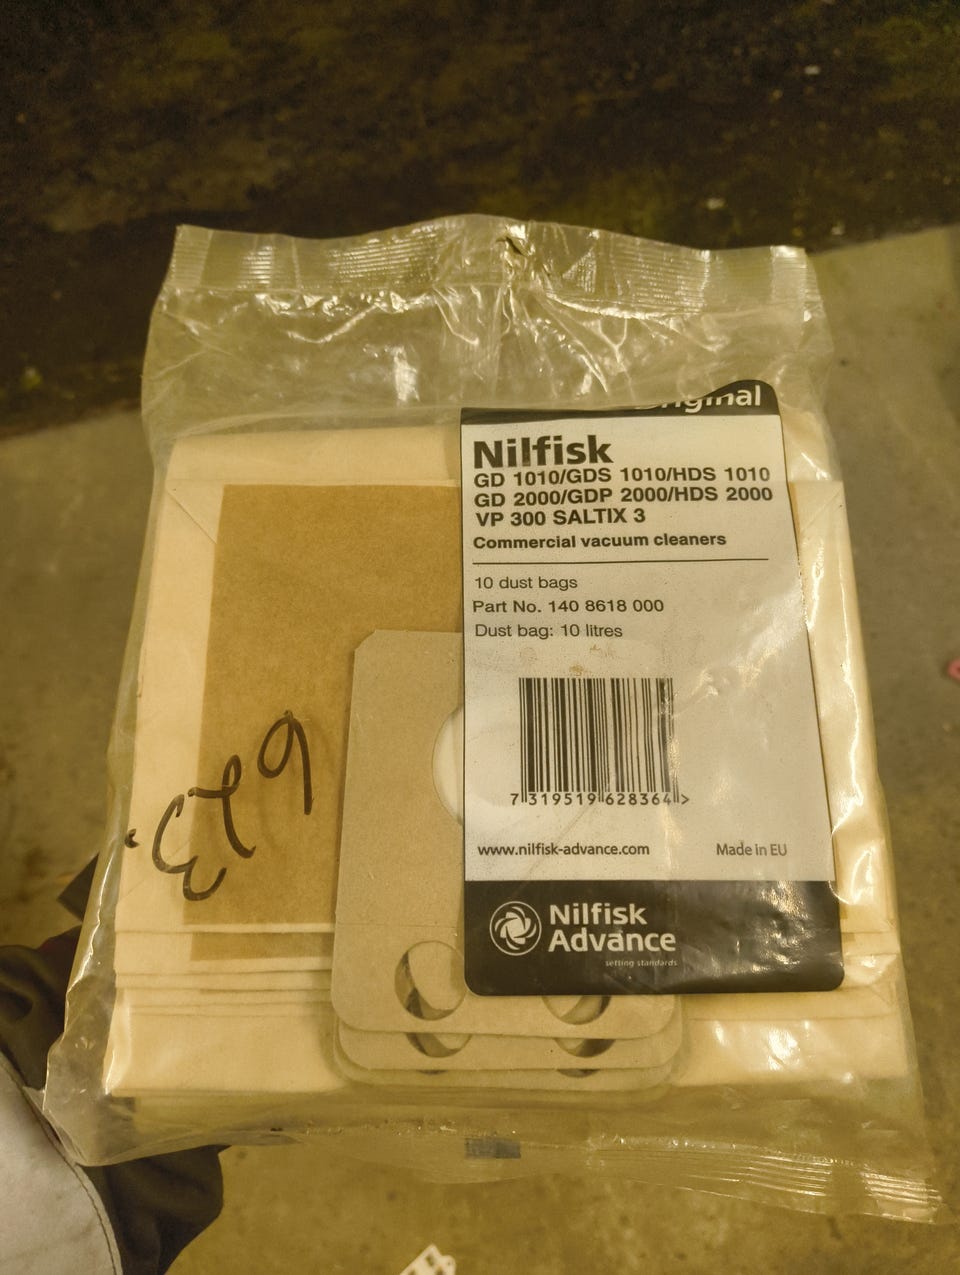 Original
Nilfisk
GD 1010/GDS 1010/HDS 1010
GD 2000/GDP 2000/HDS 2000
VP 300 SALTIX 3
Commercial vacuum cleaners
10 dust bags
Part No. 140 8618 000
Dust bag: 10 litres
7 319519 628364 >
www.nilfisk-advance.com Made in EU
Nilfisk
Advance
setting standards